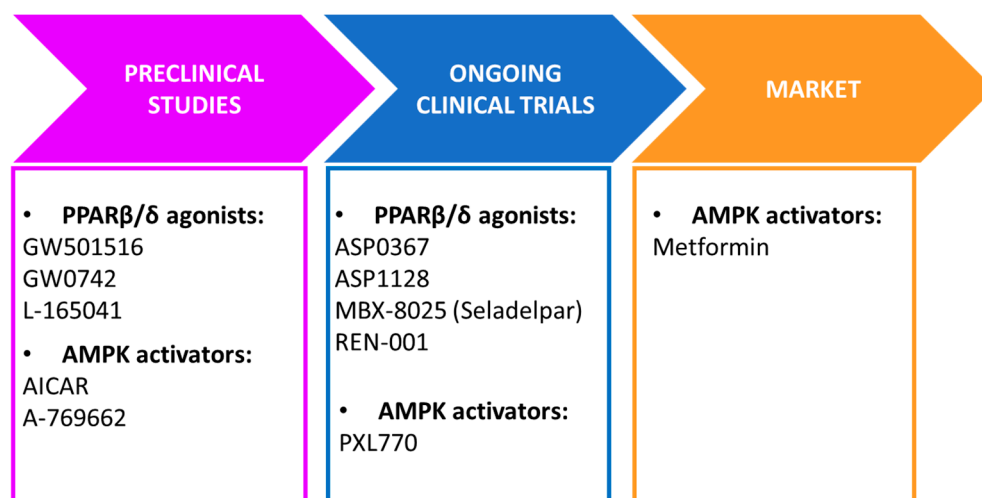 PRECLINICAL
STUDIES
ONGOING
CLINICAL TRIALS
MARKET
• PPARβ/δ agonists:
GW501516
GW0742
L-165041
• AMPK activators:
AICAR
A-769662
• PPARβ/δ agonists:
ASP0367
ASP1128
MBX-8025 (Seladelpar)
REN-001
• AMPK activators:
PXL770
• AMPK activators:
Metformin